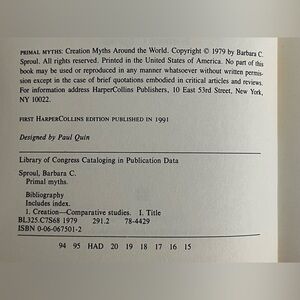 PRIMAL MYTHS: Creation Myths Around the World. Copyright © 1979 by Barbara C.
Sproul. All rights reserved. Printed in the United States of America. No part of this
book may be used or reproduced in any manner whatsoever without written permis-
sion except in the case of brief quotations embodied in critical articles and reviews.
For information address HarperCollins Publishers, 10 East 53rd Street, New York,
NY 10022.
FIRST HARPERCOLLINS EDITION PUBLISHED IN 1991
Designed by Paul Quin
Library of Congress Cataloging in Publication Data
Sproul, Barbara C.
Primal myths.
Bibliography
Includes index.
1. Creation—Comparative studies. I. Title
BL325.C7S68 1979 291.2 78-4429
ISBN 0-06-067501-2
94 95 HAD 20 19 18 17 16 15